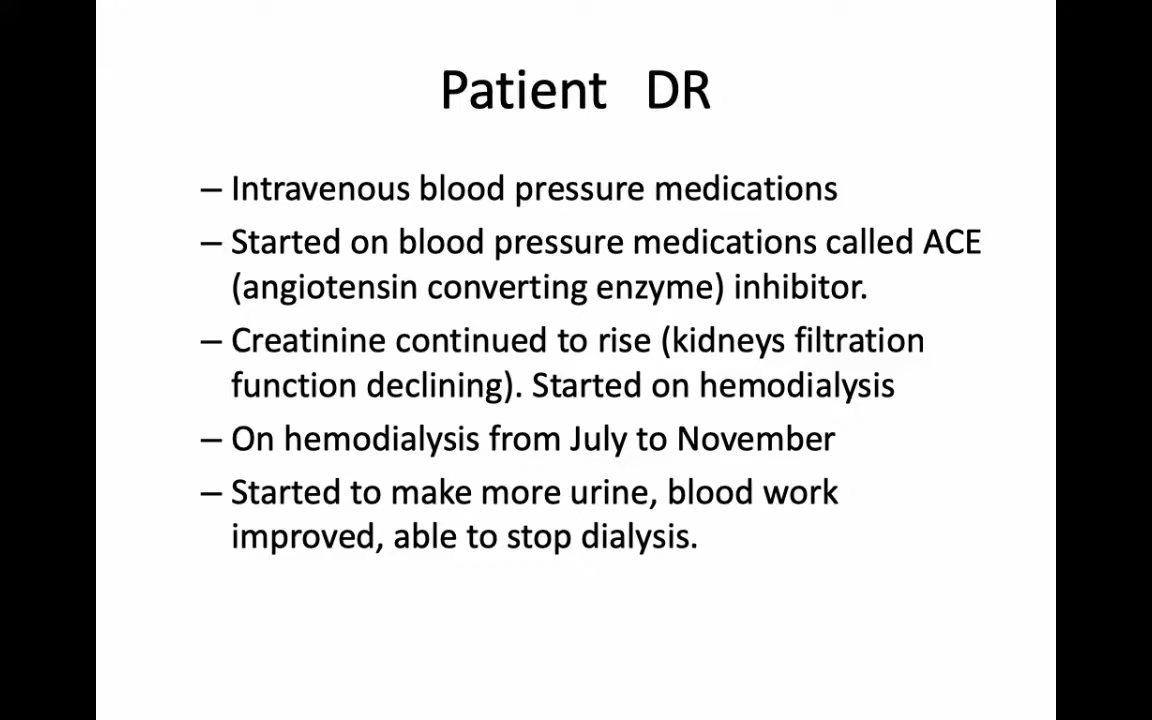 Patient DR
– Intravenous blood pressure medications
– Started on blood pressure medications called ACE
(angiotensin converting enzyme) inhibitor.
– Creatinine continued to rise (kidneys filtration
function declining). Started on hemodialysis
– On hemodialysis from July to November
– Started to make more urine, blood work
improved, able to stop dialysis.